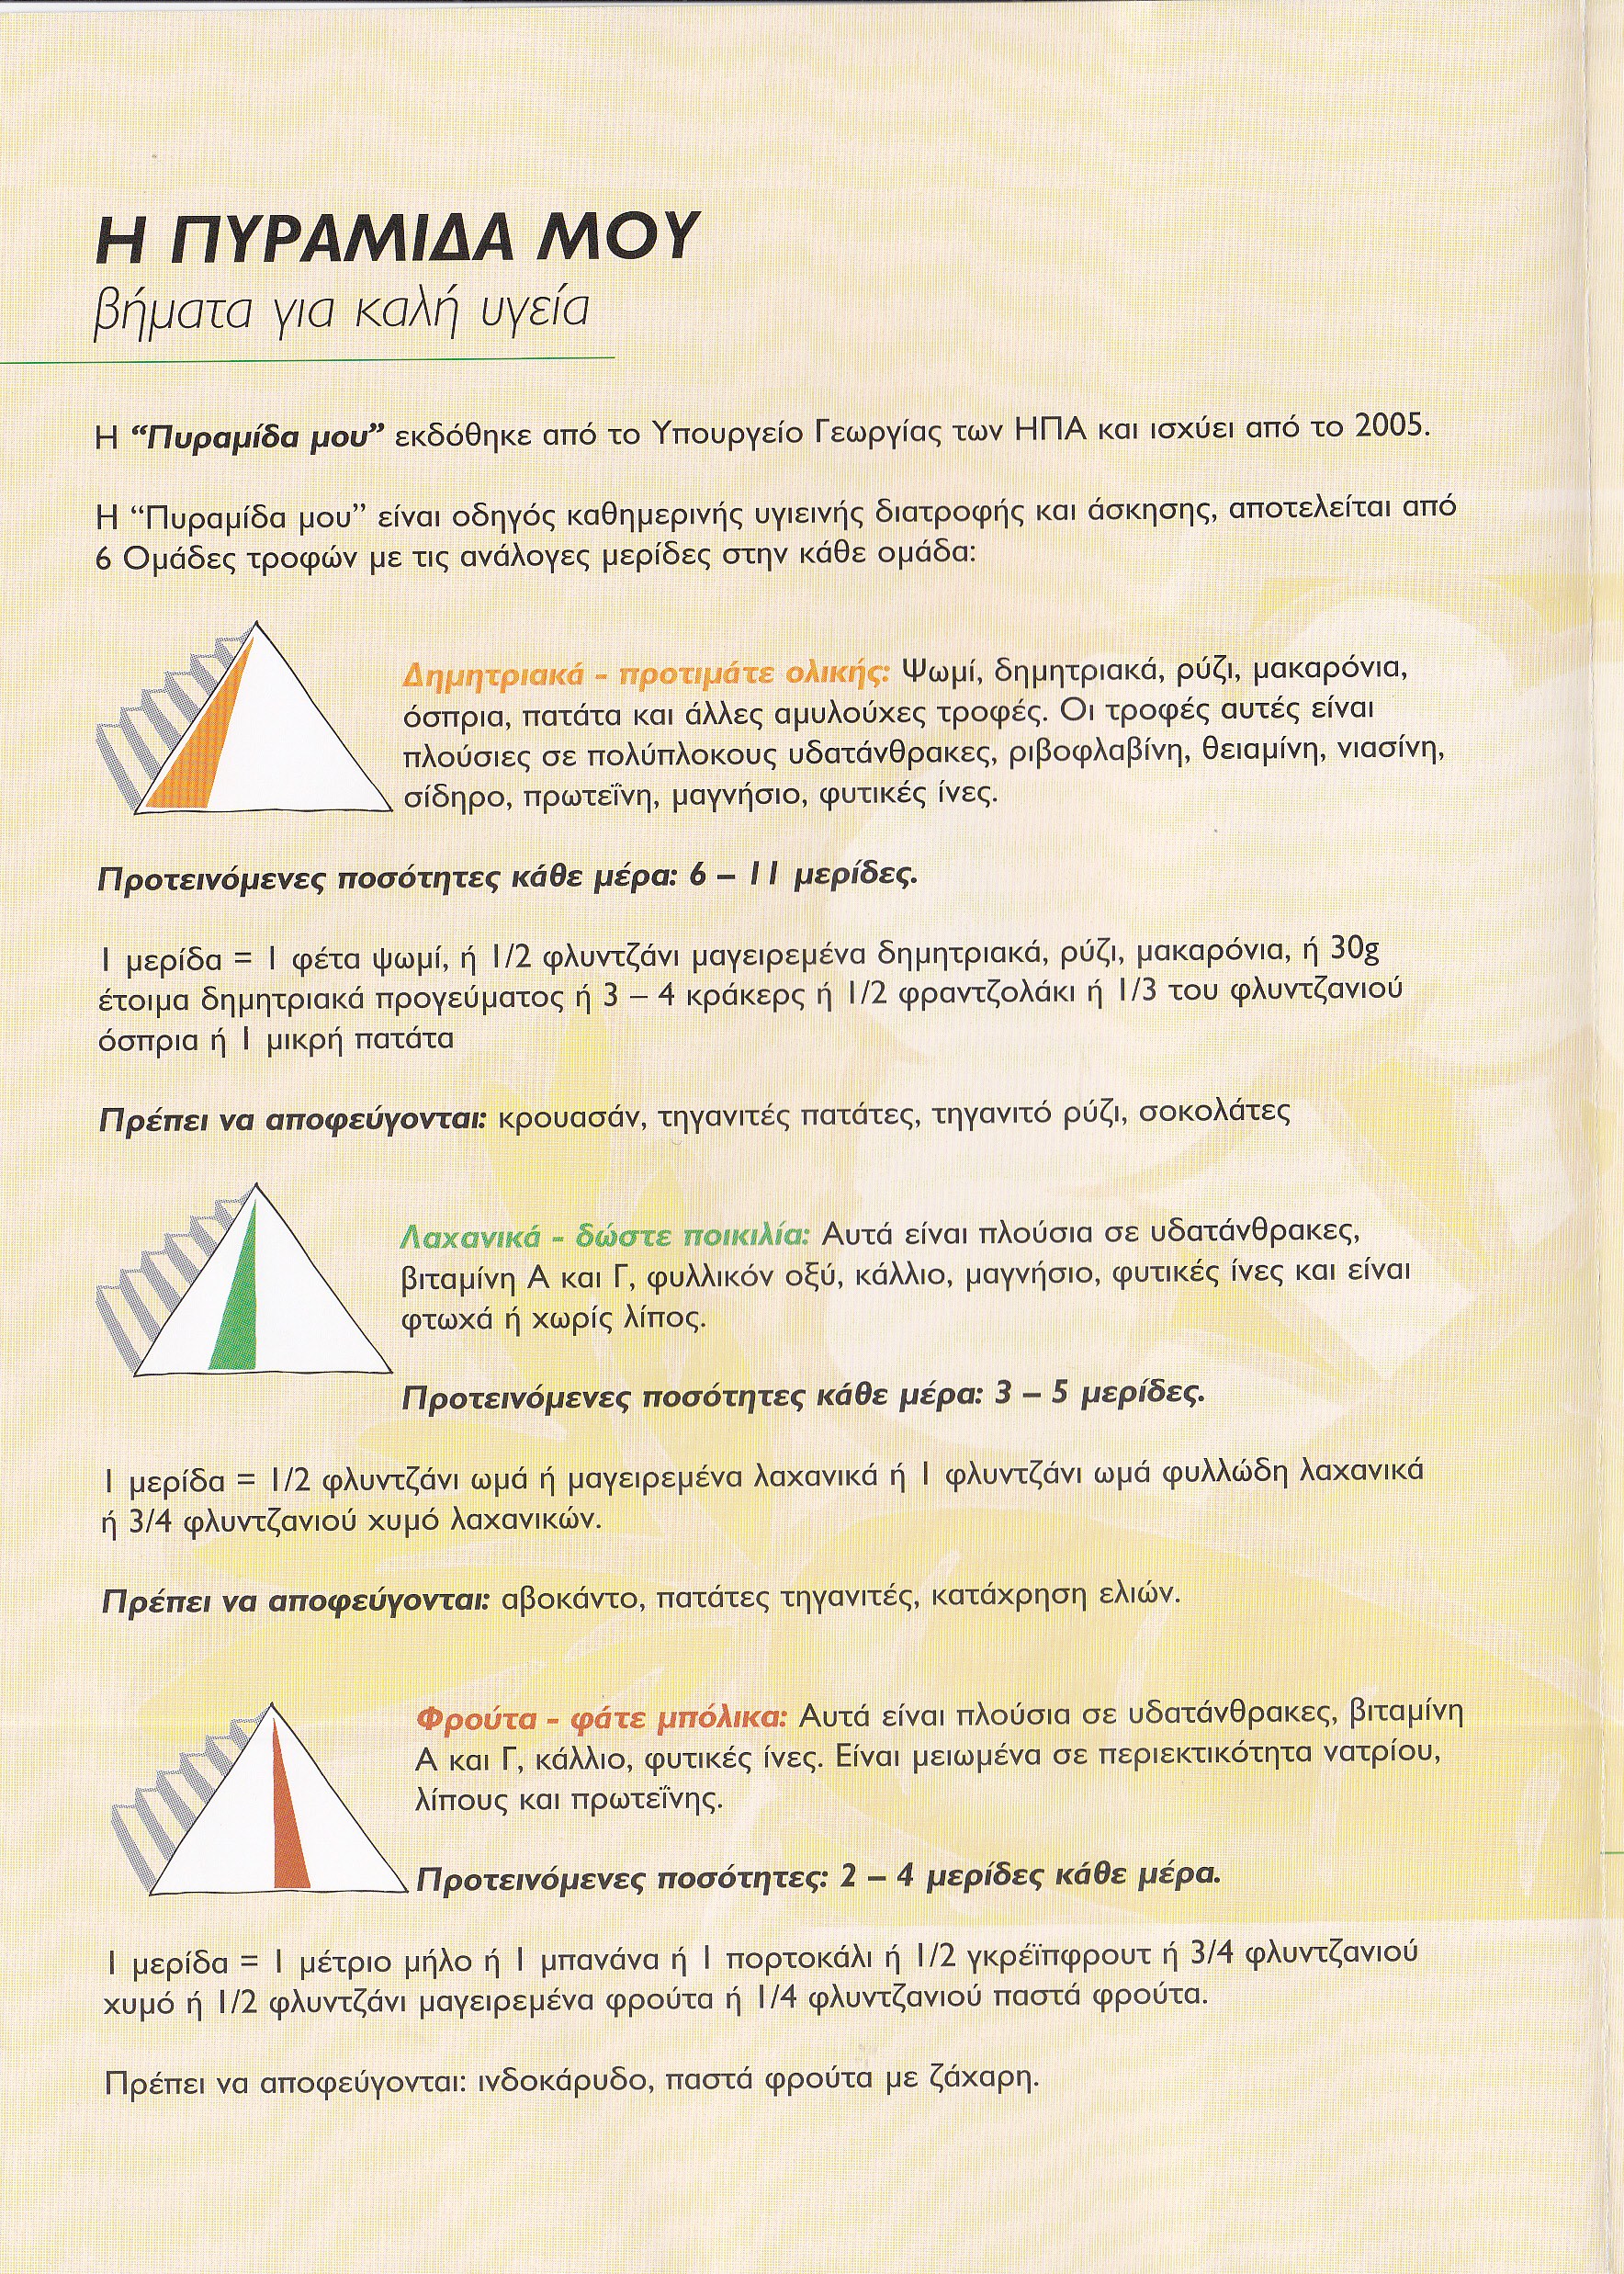 Η ΠΥΡΑΜΙΔΑ ΜΟΥ
βήματα για καλή υγεία
Η “Πυραμίδα μου” εκδόθηκε από το Υπουργείο Γεωργίας των ΗΠΑ και ισχύει από το 2005.
Η “Πυραμίδα μου” είναι οδηγός καθημερινής υγιεινής διατροφής και άσκησης, αποτελείται από
6 Ομάδες τροφών με τις ανάλογες μερίδες στην κάθε ομάδα:
Δημητριακά - προτιμάτε ολικής: Ψωμί, δημητριακά, ρύζι, μακαρόνια,
όσπρια, πατάτα και άλλες αμυλούχες τροφές. Οι τροφές αυτές είναι
πλούσιες σε πολύπλοκους υδατάνθρακες, ριβοφλαβίνη, θειαμίνη, νιασίνη,
σίδηρο, πρωτεΐνη, μαγνήσιο, φυτικές ίνες.
Προτεινόμενες ποσότητες κάθε μέρα: 6 – 11 μερίδες.
1 μερίδα = 1 φέτα ψωμί, ή 1/2 φλυντζάνι μαγειρεμένα δημητριακά, ρύζι, μακαρόνια, ή 30g
έτοιμα δημητριακά προγεύματος ή 3 – 4 κράκερς ή 1/2 φραντζολάκι ή 1/3 του φλυντζανιού
όσπρια ή 1 μικρή πατάτα
Πρέπει να αποφεύγονται: κρουασάν, τηγανιτές πατάτες, τηγανιτό ρύζι, σοκολάτες
Λαχανικά - δώστε ποικιλία: Αυτά είναι πλούσια σε υδατάνθρακες,
βιταμίνη Α και Γ, φυλλικόν οξύ, κάλλιο, μαγνήσιο, φυτικές ίνες και είναι
φτωχά ή χωρίς λίπος.
Προτεινόμενες ποσότητες κάθε μέρα: 3 – 5 μερίδες.
1 μερίδα = 1/2 φλυντζάνι ωμά ή μαγειρεμένα λαχανικά ή 1 φλυντζάνι ωμά φυλλώδη λαχανικά
ή 3/4 φλυντζανιού χυμό λαχανικών.
Πρέπει να αποφεύγονται: αβοκάντο, πατάτες τηγανιτές, κατάχρηση ελιών.
Φρούτα - φάτε μπόλικα: Αυτά είναι πλούσια σε υδατάνθρακες, βιταμίνη
Α και Γ, κάλλιο, φυτικές ίνες. Είναι μειωμένα σε περιεκτικότητα νατρίου,
λίπους και πρωτεΐνης.
Προτεινόμενες ποσότητες: 2 – 4 μερίδες κάθε μέρα.
1 μερίδα = 1 μέτριο μήλο ή 1 μπανάνα ή 1 πορτοκάλι ή 1/2 γκρέϊπφρουτ ή 3/4 φλυντζανιού
χυμό ή 1/2 φλυντζάνι μαγειρεμένα φρούτα ή 1/4 φλυντζανιού παστά φρούτα.
Πρέπει να αποφεύγονται: ινδοκάρυδο, παστά φρούτα με ζάχαρη.